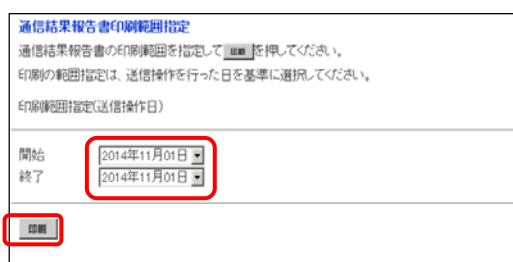 通信結果報告書印刷範囲指定
通信結果報告書の印刷範囲を指定して 印刷 を押してください。
印刷の範囲指定は、送信操作を行った日を基準に選択してください。
印刷範囲指定(送信操作日)
開始 2014年11月01日
終了 2014年11月01日
印刷